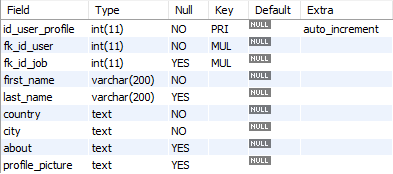 Field Type Null Key Default Extra
id_user_profile int(11) NO PRI NULL auto_increment
fk_id_user int(11) NO MUL NULL
fk_id_job int(11) YES MUL NULL
first_name varchar(200) NO NULL
last_name varchar(200) YES NULL
country text NO NULL
city text NO NULL
about text YES NULL
profile_picture text YES NULL